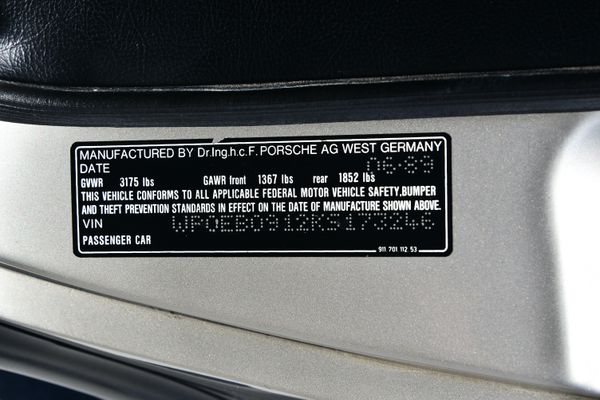 MANUFACTURED BY Dr.Ing.h.c.F. PORSCHE AG WEST GERMANY
DATE 06-89
GVWR 3175 lbs GAWR front 1367 lbs rear 1852 lbs
THIS VEHICLE CONFORMS TO ALL APPLICABLE FEDERAL MOTOR VEHICLE SAFETY,BUMPER
AND THEFT PREVENTION STANDARDS IN EFFECT ON THE DATE OF MANUFACTURE SHOWN ABOVE.
VIN WP0EB0912KS173246
PASSENGER CAR 911 701 112 53